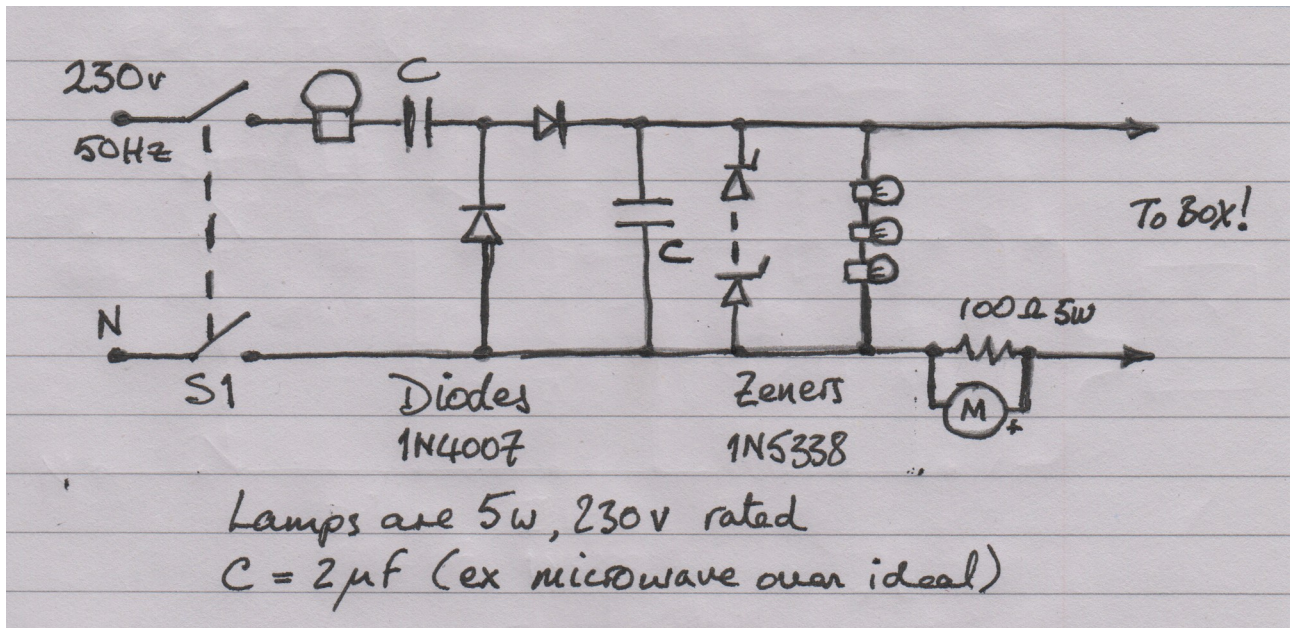 230v
50Hz
C
C
To Box!
N
S1
100Ω 5w
M
+
Diodes
1N4007
Zeners
1N5338
Lamps are 5w, 230v rated
C = 2μf (ex microwave oven ideal)